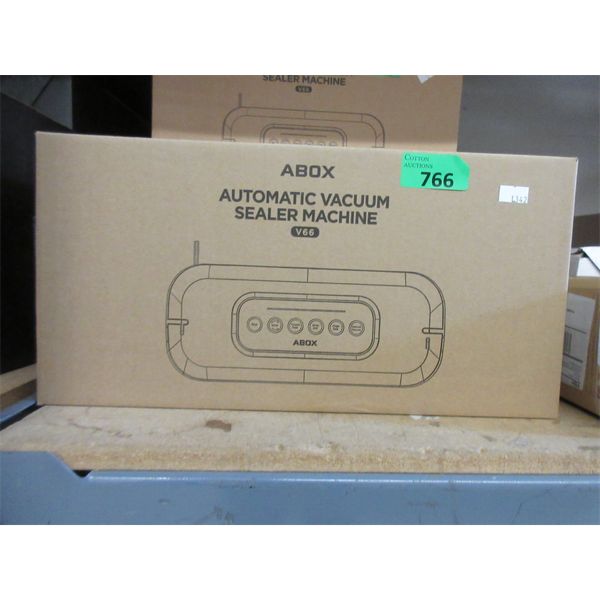 SEALER MACHINE
V66
COTTON
AUCTIONS
766
ABOX
AUTOMATIC VACUUM
SEALER MACHINE
V66
ABOX